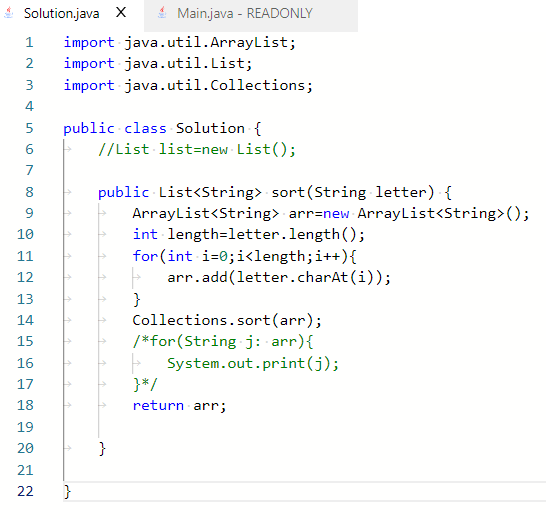 Solution.java X Main.java - READONLY
1 import java.util.ArrayList;
2 import java.util.List;
3 import java.util.Collections;
4
5 public class Solution {
6 //List list=new List();
7
8 public List<String> sort(String letter) {
9 ArrayList<String> arr=new ArrayList<String>();
10 int length=letter.length();
11 for(int i=0;i<length;i++){
12 arr.add(letter.charAt(i));
13 }
14 Collections.sort(arr);
15 /*for(String j: arr){
16 System.out.print(j);
17 }*/
18 return arr;
19
20 }
21
22 }